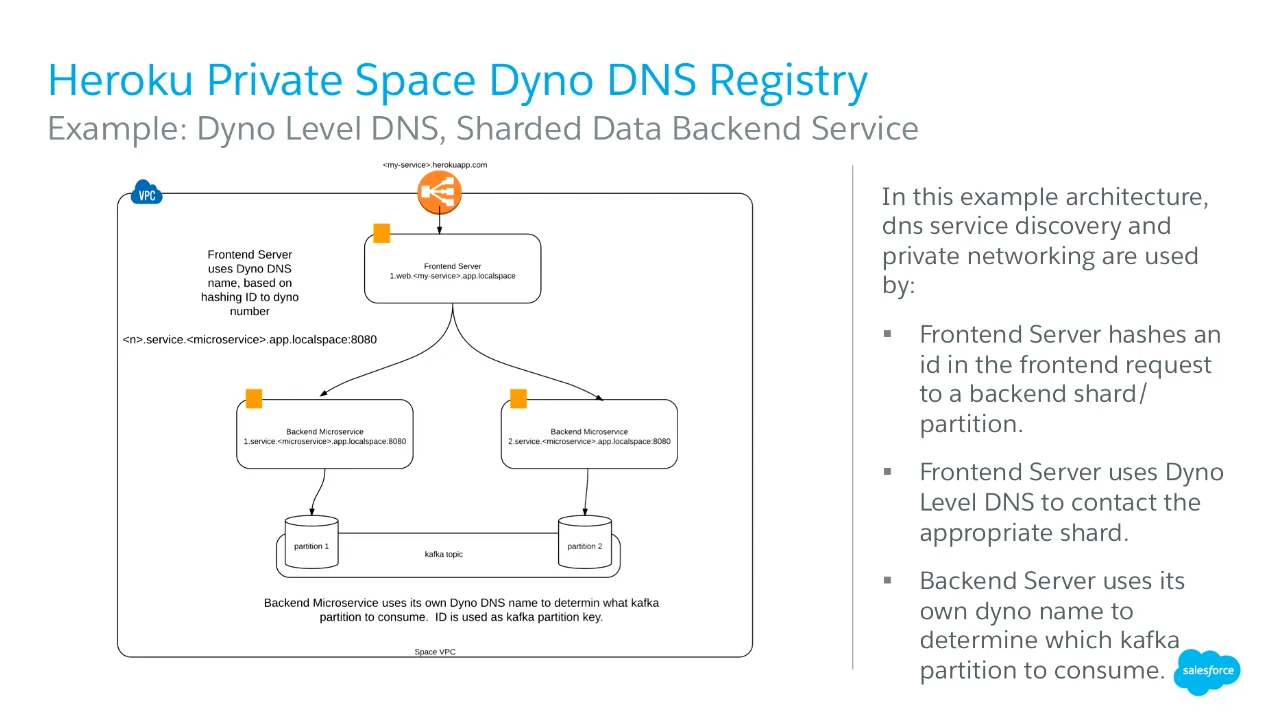 Heroku Private Space Dyno DNS Registry
Example: Dyno Level DNS, Sharded Data Backend Service
<my-service>.herokuapp.com
VPC
Frontend Server
uses Dyno DNS
name, based on
hashing ID to dyno
number
<n>.service.<microservice>.app.localspace:8080
Frontend Server
1.web.<my-service>.app.localspace
Backend Microservice
1.service.<microservice>.app.localspace:8080
Backend Microservice
2.service.<microservice>.app.localspace:8080
partition 1
kafka topic
partition 2
Backend Microservice uses its own Dyno DNS name to determin what kafka
partition to consume.  ID is used as kafka partition key.
Space VPC
In this example architecture,
dns service discovery and
private networking are used
by:
▪ Frontend Server hashes an
id in the frontend request
to a backend shard/
partition.
▪ Frontend Server uses Dyno
Level DNS to contact the
appropriate shard.
▪ Backend Server uses its
own dyno name to
determine which kafka
partition to consume.
salesforce